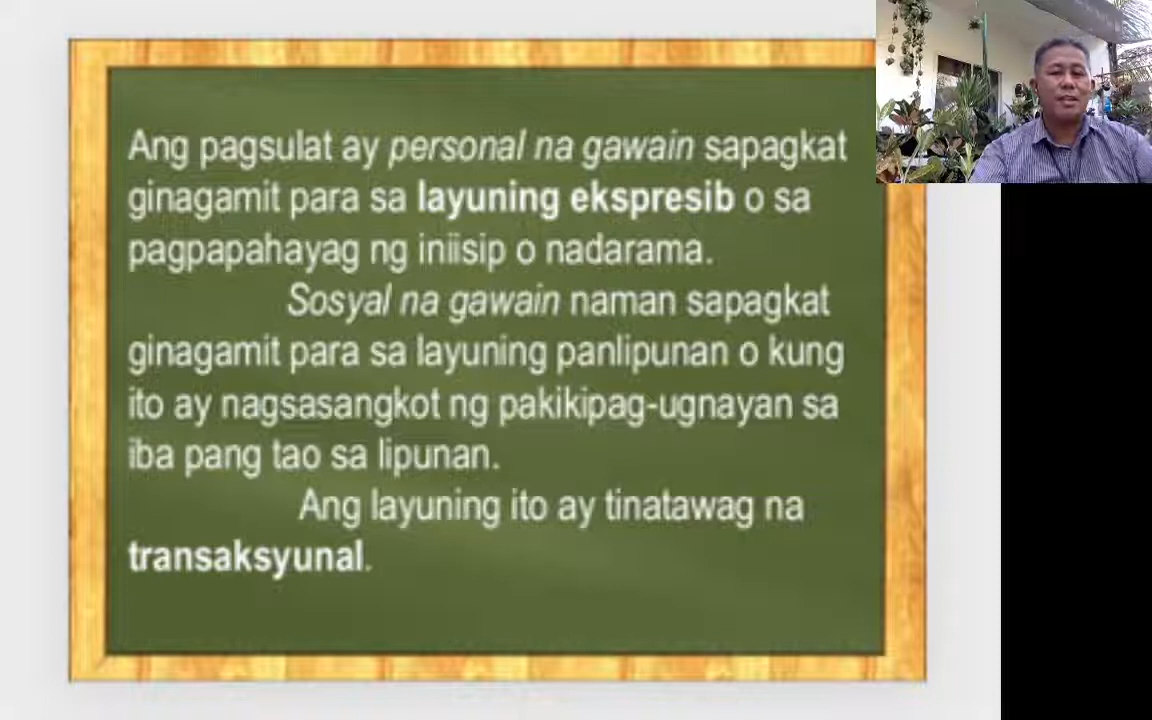 Ang pagsulat ay personal na gawain sapagkat
ginagamit para sa layuning ekspresib o sa
pagpapahayag ng iniisip o nadarama.
Sosyal na gawain naman sapagkat
ginagamit para sa layuning panlipunan o kung
ito ay nagsasangkot ng pakikipag-ugnayan sa
iba pang tao sa lipunan.
Ang layuning ito ay tinatawag na
transaksyunal.